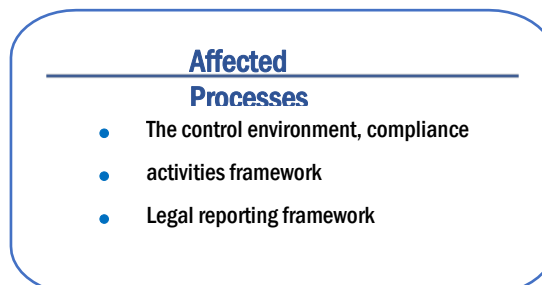 Affected
Processes
● The control environment, compliance
● activities framework
● Legal reporting framework